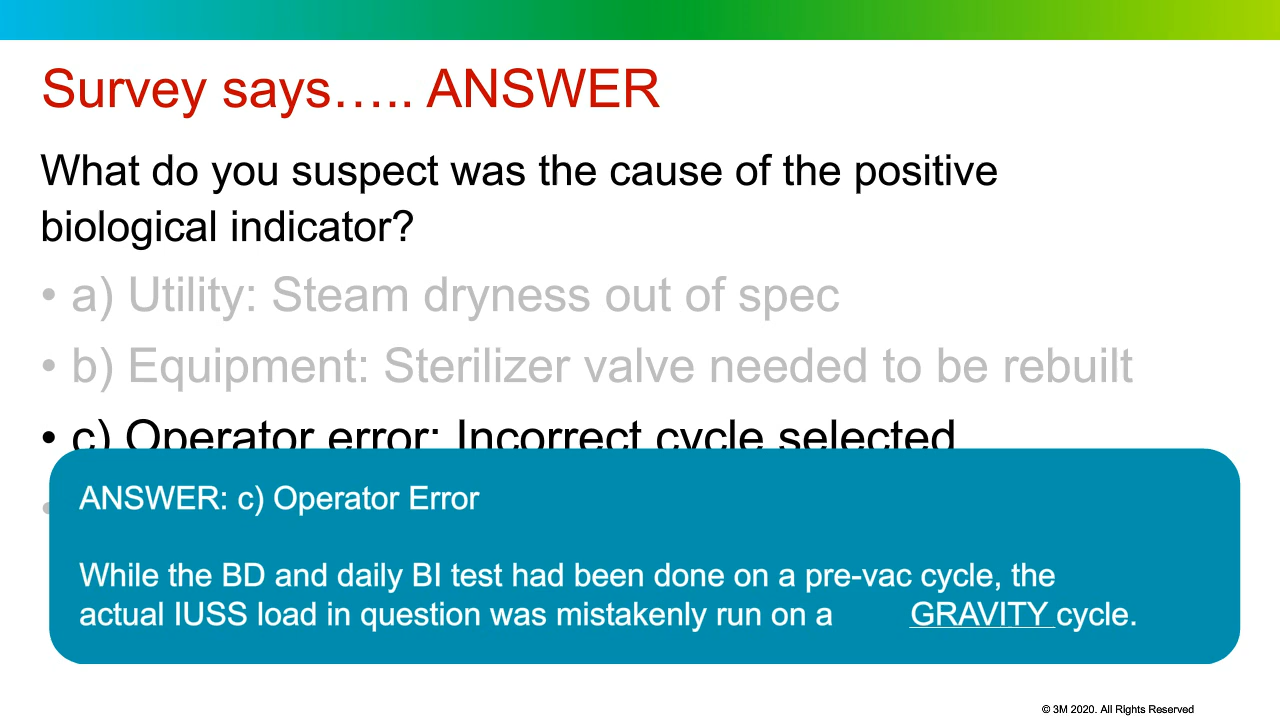 Survey says….. ANSWER
What do you suspect was the cause of the positive
biological indicator?
• a) Utility: Steam dryness out of spec
• b) Equipment: Sterilizer valve needed to be rebuilt
• c) Operator error: Incorrect cycle selected
ANSWER: c) Operator Error
While the BD and daily BI test had been done on a pre-vac cycle, the
actual IUSS load in question was mistakenly run on a GRAVITY cycle.
© 3M 2020. All Rights Reserved